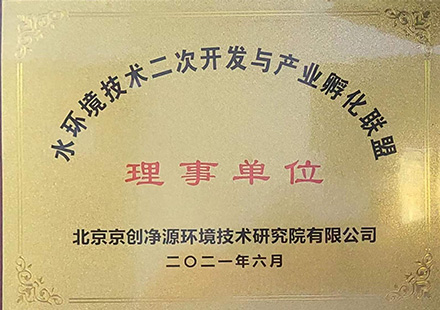 水环境技术二次开发与产业孵化联盟
理事单位
北京京创净源环境技术研究院有限公司
二〇二一年六月